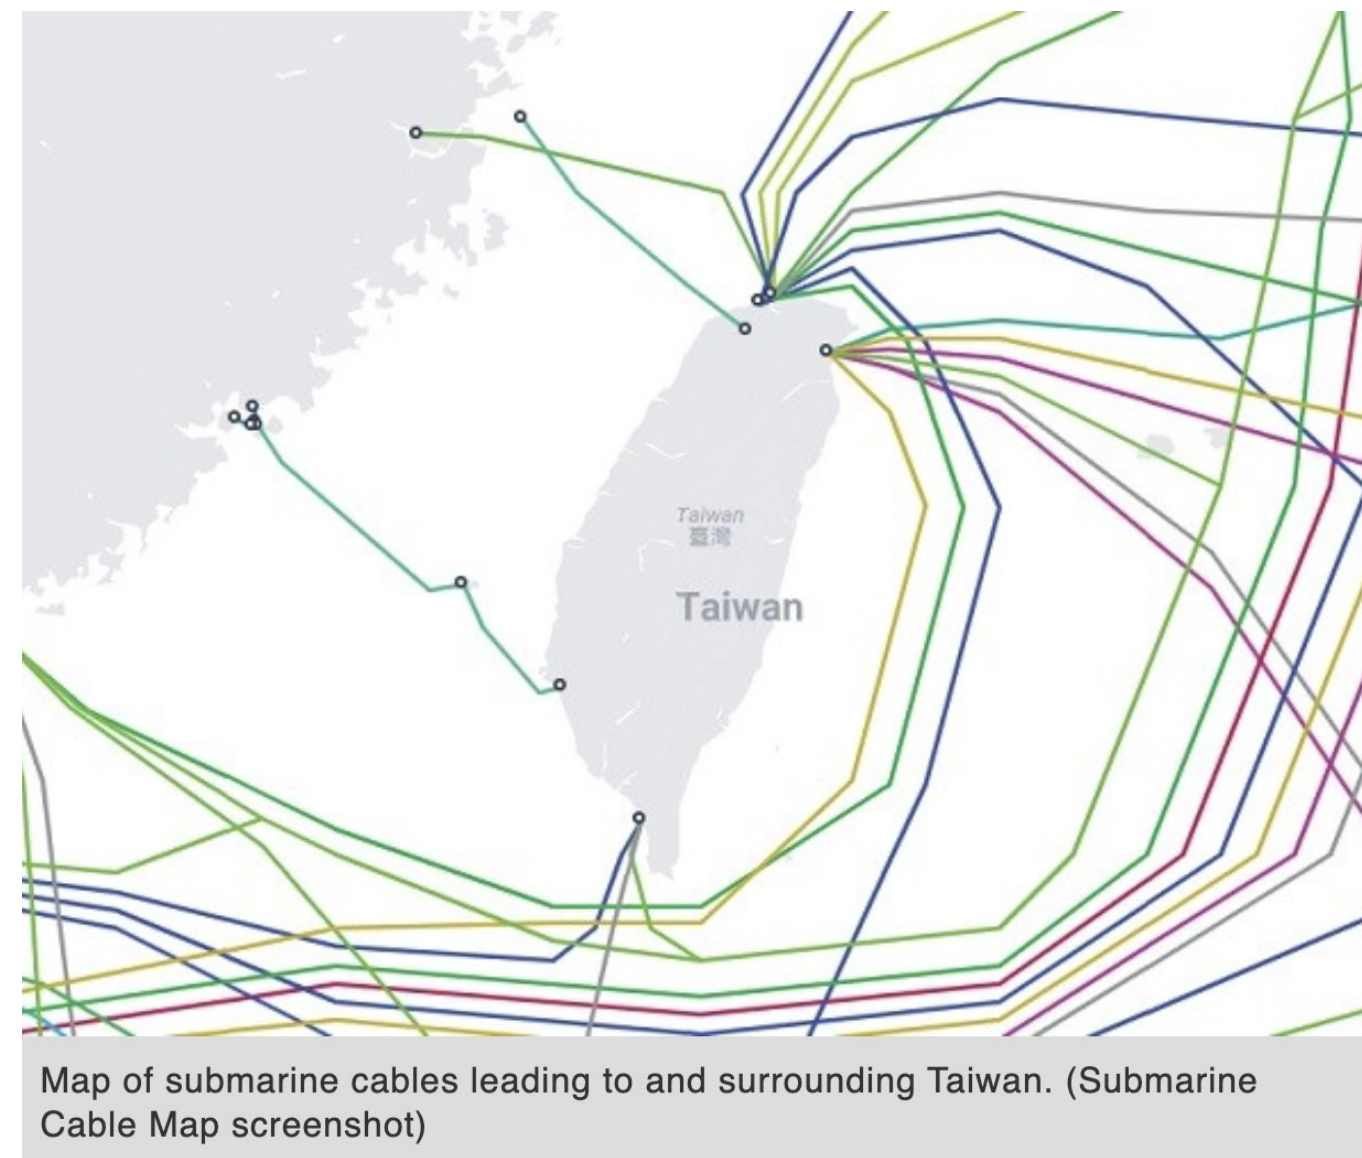 Taiwan
臺灣
Taiwan
Map of submarine cables leading to and surrounding Taiwan. (Submarine
Cable Map screenshot)